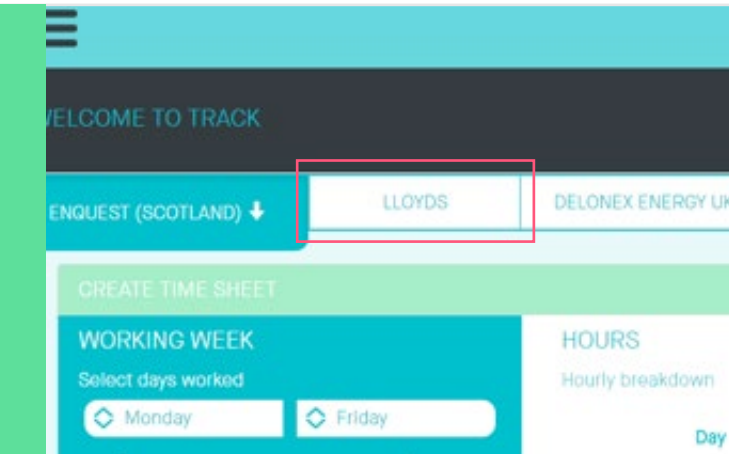 WELCOME TO TRACK
ENQUEST (SCOTLAND) LLOYDS DELONEX ENERGY UK
CREATE TIME SHEET
WORKING WEEK HOURS
Select days worked Hourly breakdown
Monday Friday
Day